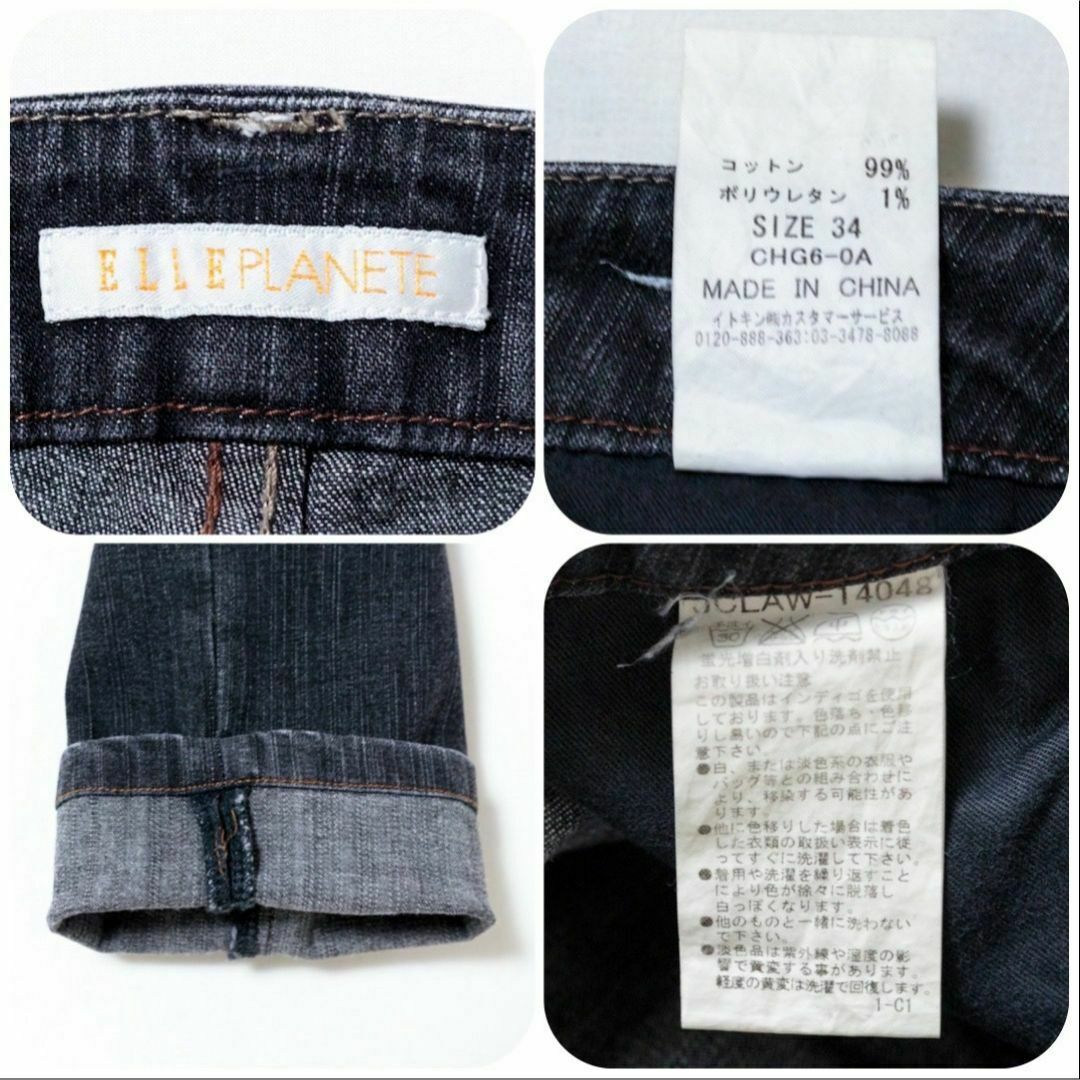 ELLEPLANETE
コットン 99%
ポリウレタン 1%
SIZE 34
CHG6-0A
MADE IN CHINA
イトキン㈱カスタマーサービス
0120-888-363:03-3478-8088
JCLAW-14048
30
蛍光増白剤入り洗剤禁止
お取り扱い注意
この製品はインディゴを使用
しております。色落ち・色移
りし易いので下記の点にご注
意下さい。
●白、または淡色系の衣服や
バッグ等との組み合わせに
より、移染する可能性があ
ります。
●他に色移りした場合は着色
した衣類の取扱い表示に従
ってすぐに洗濯して下さい。
●着用や洗濯を繰り返すこと
により色が徐々に脱落し
白っぽくなります。
●他のものと一緒に洗わない
で下さい。
●淡色品は紫外線や湿度の影
響で黄変する事があります。
軽度の黄変は洗濯で回復します。
1-C1